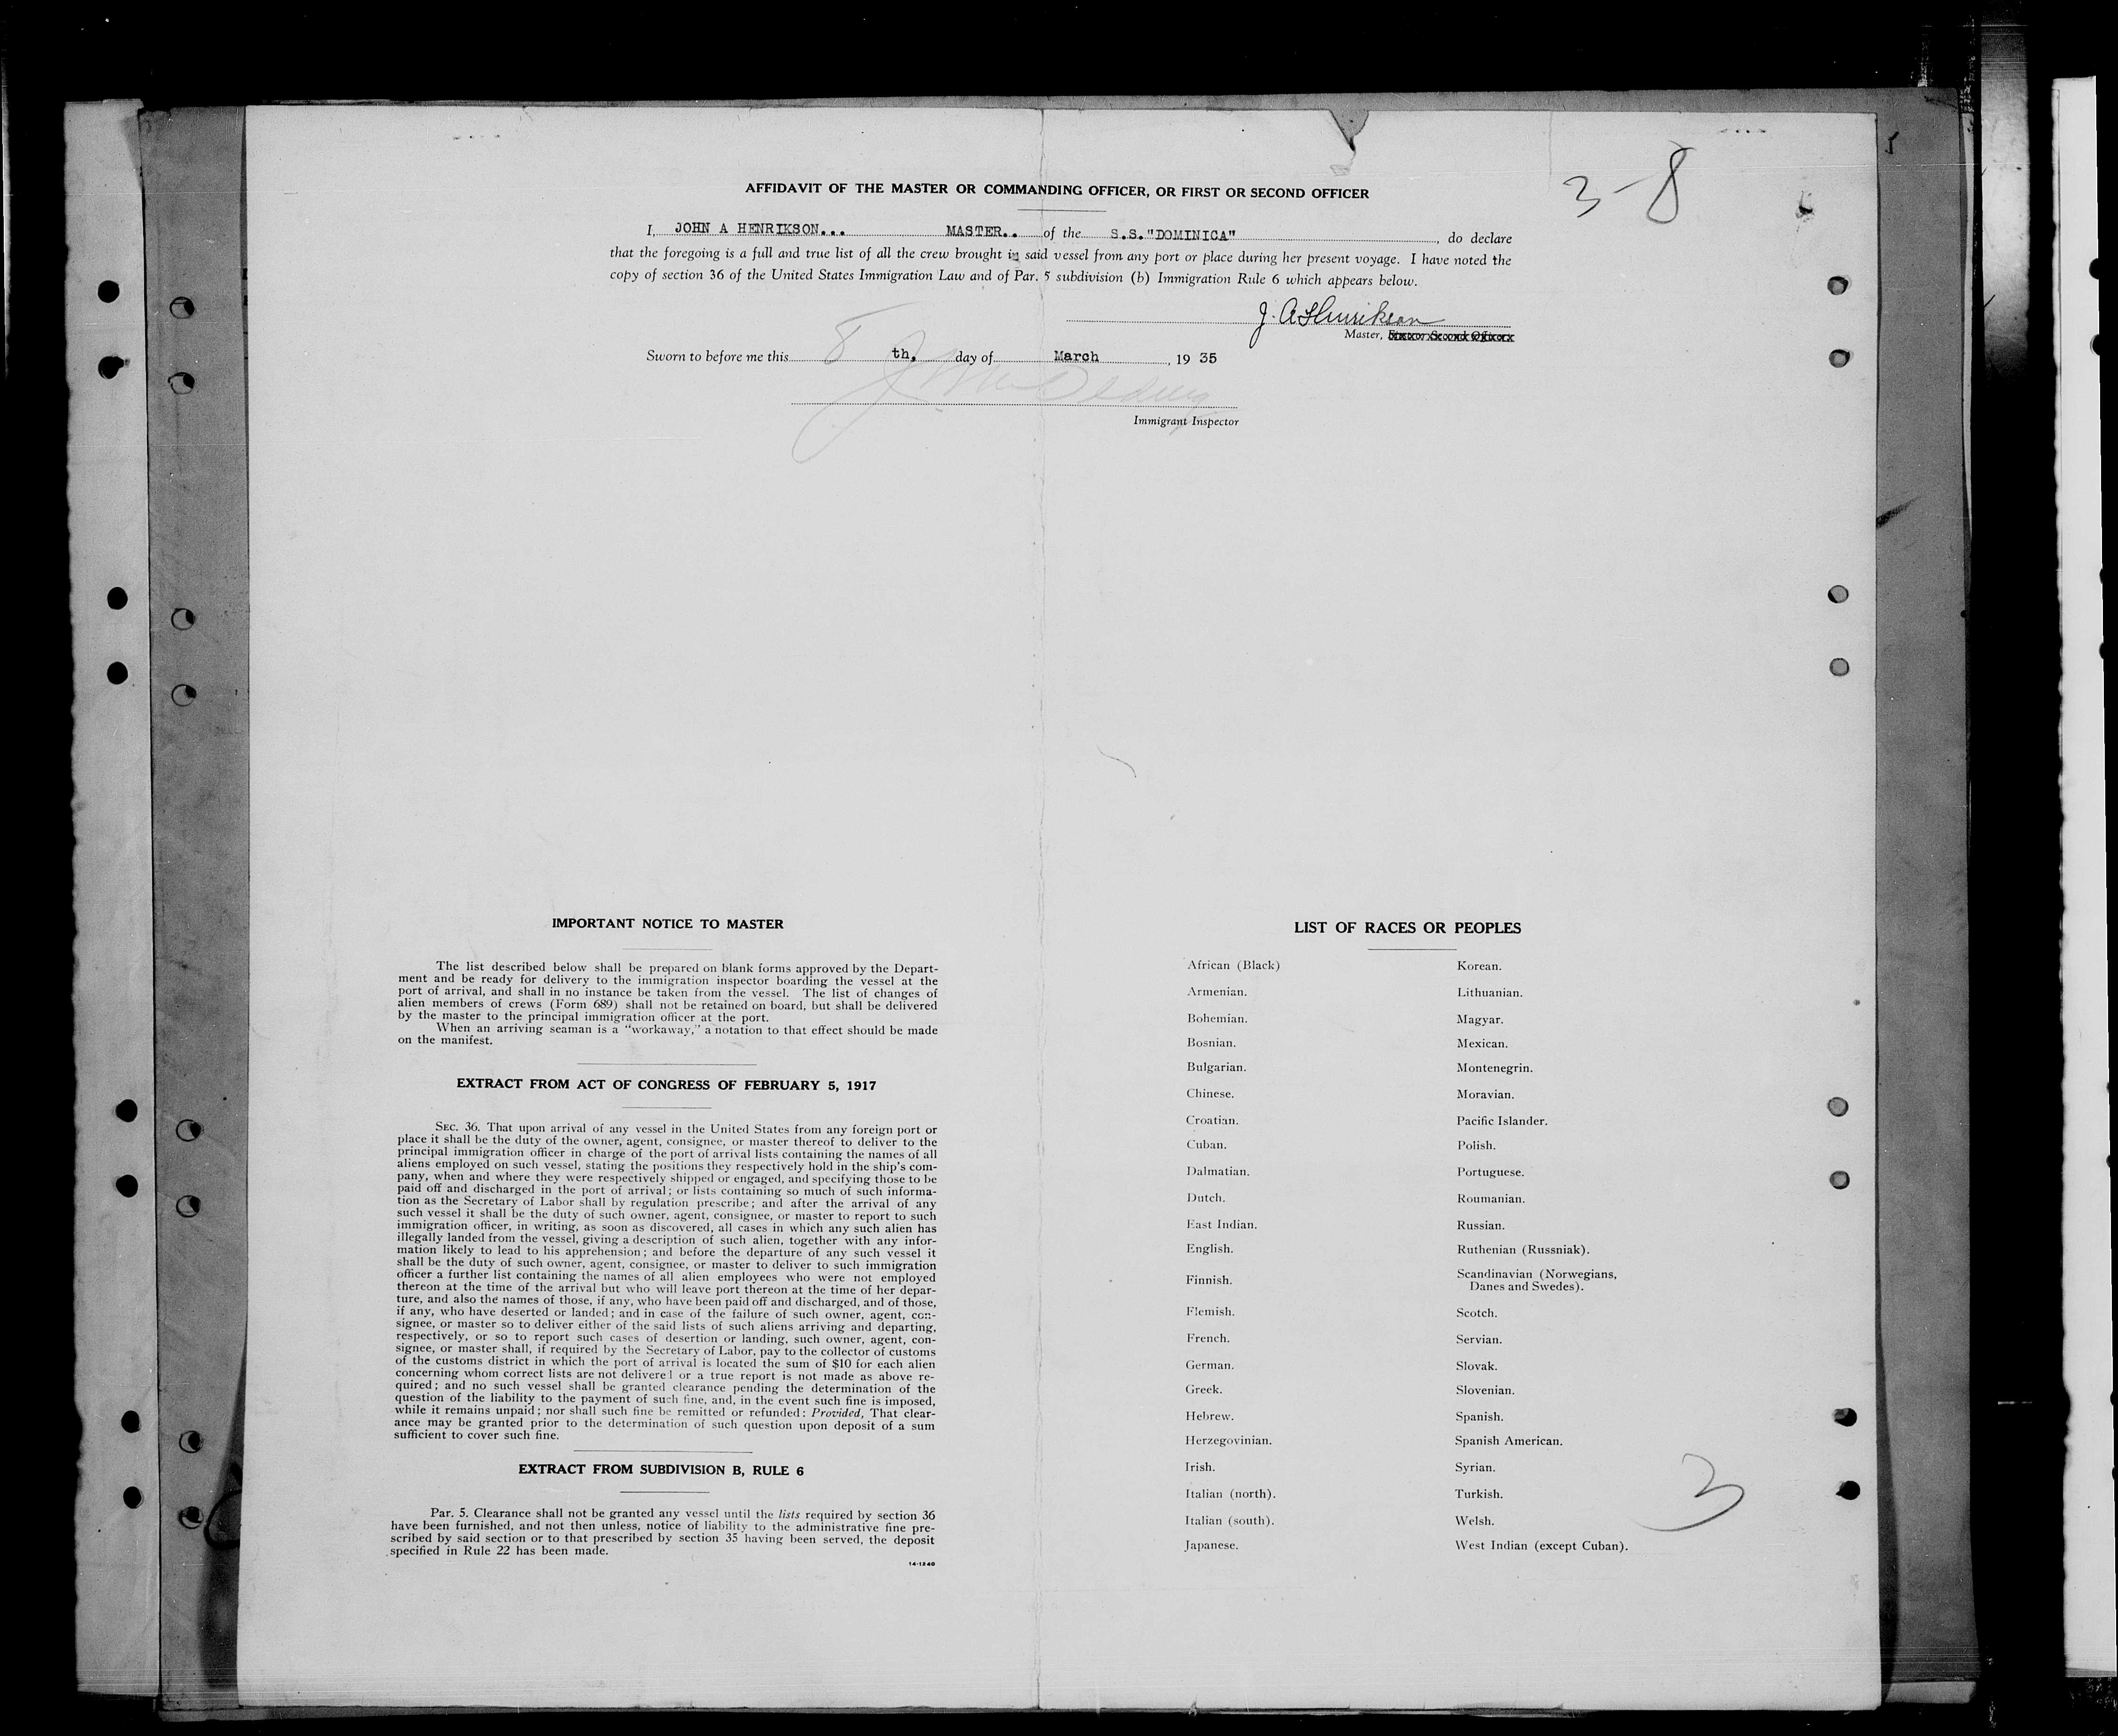 AFFIDAVIT OF THE MASTER OR COMMANDING OFFICER, OR FIRST OR SECOND OFFICER
3-8
I, JOHN A HENRIKSON... MASTER.. of the S.S."DOMINICA", do declare
that the foregoing is a full and true list of all the crew brought in said vessel from any port or place during her present voyage. I have noted the
copy of section 36 of the United States Immigration Law and of Par. 5 subdivision (b) Immigration Rule 6 which appears below.
J. A. Henrikson
Master, First or Second Officer
Sworn to before me this 8 th. day of March, 19 35
Immigrant Inspector
IMPORTANT NOTICE TO MASTER
The list described below shall be prepared on blank forms approved by the Depart-
ment and be ready for delivery to the immigration inspector boarding the vessel at the
port of arrival, and shall in no instance be taken from the vessel. The list of changes of
alien members of crews (Form 689) shall not be retained on board, but shall be delivered
by the master to the principal immigration officer at the port.
When an arriving seaman is a "workaway," a notation to that effect should be made
on the manifest.
EXTRACT FROM ACT OF CONGRESS OF FEBRUARY 5, 1917
SEC. 36. That upon arrival of any vessel in the United States from any foreign port or
place it shall be the duty of the owner, agent, consignee, or master thereof to deliver to the
principal immigration officer in charge of the port of arrival lists containing the names of all
aliens employed on such vessel, stating the positions they respectively hold in the ship's com-
pany, when and where they were respectively shipped or engaged, and specifying those to be
paid off and discharged in the port of arrival; or lists containing so much of such informa-
tion as the Secretary of Labor shall by regulation prescribe; and after the arrival of any
such vessel it shall be the duty of such owner, agent, consignee, or master to report to such
immigration officer, in writing, as soon as discovered, all cases in which any such alien has
illegally landed from the vessel, giving a description of such alien, together with any infor-
mation likely to lead to his apprehension; and before the departure of any such vessel it
shall be the duty of such owner, agent, consignee, or master to deliver to such immigration
officer a further list containing the names of all alien employees who were not employed
thereon at the time of the arrival but who will leave port thereon at the time of her depar-
ture, and also the names of those, if any, who have been paid off and discharged, and of those,
if any, who have deserted or landed; and in case of the failure of such owner, agent, con-
signee, or master so to deliver either of the said lists of such aliens arriving and departing,
respectively, or so to report such cases of desertion or landing, such owner, agent, con-
signee, or master shall, if required by the Secretary of Labor, pay to the collector of customs
of the customs district in which the port of arrival is located the sum of $10 for each alien
concerning whom correct lists are not delivered or a true report is not made as above re-
quired; and no such vessel shall be granted clearance pending the determination of the
question of the liability to the payment of such fine, and, in the event such fine is imposed,
while it remains unpaid; nor shall such fine be remitted or refunded: Provided, That clear-
ance may be granted prior to the determination of such question upon deposit of a sum
sufficient to cover such fine.
EXTRACT FROM SUBDIVISION B, RULE 6
Par. 5. Clearance shall not be granted any vessel until the lists required by section 36
have been furnished, and not then unless, notice of liability to the administrative fine pre-
scribed by said section or to that prescribed by section 35 having been served, the deposit
specified in Rule 22 has been made.
14-1240
LIST OF RACES OR PEOPLES
African (Black)
Armenian.
Bohemian.
Bosnian.
Bulgarian.
Chinese.
Croatian.
Cuban.
Dalmatian.
Dutch.
East Indian.
English.
Finnish.
Flemish.
French.
German.
Greek.
Hebrew.
Herzegovinian.
Irish.
Italian (north).
Italian (south).
Japanese.
Korean.
Lithuanian.
Magyar.
Mexican.
Montenegrin.
Moravian.
Pacific Islander.
Polish.
Portuguese.
Roumanian.
Russian.
Ruthenian (Russniak).
Scandinavian (Norwegians,
Danes and Swedes).
Scotch.
Servian.
Slovak.
Slovenian.
Spanish.
Spanish American.
Syrian.
Turkish.
Welsh.
West Indian (except Cuban).
3